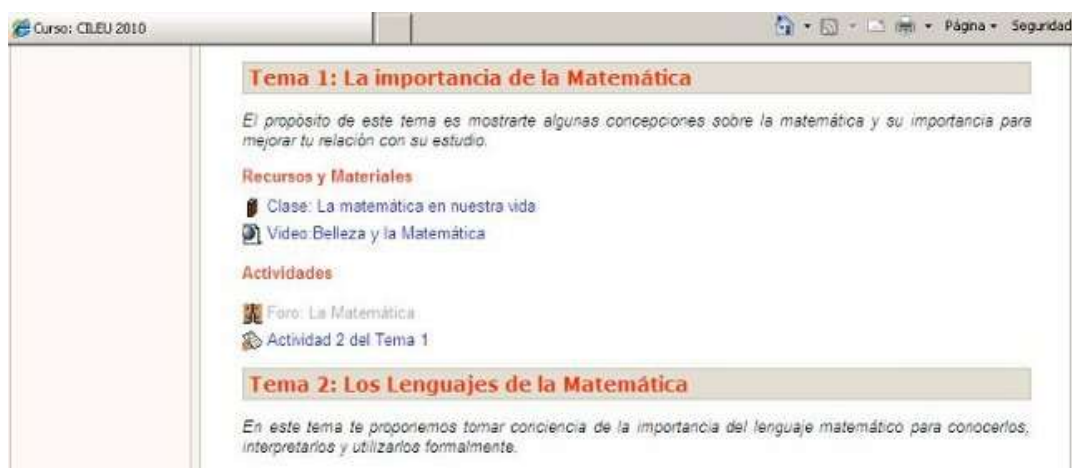 Curso: CILEU 2010
Página Seguridad
Tema 1: La importancia de la Matemática
El propósito de este tema es mostrarte algunas concepciones sobre la matemática y su importancia para
mejorar tu relación con su estudio.
Recursos y Materiales
Clase: La matemática en nuestra vida
Video:Belleza y la Matemática
Actividades
Foro: La Matemática
Actividad 2 del Tema 1
Tema 2: Los Lenguajes de la Matemática
En este tema te proponemos tomar conciencia de la importancia del lenguaje matemático para conocerlos,
interpretarlos y utilizarlos formalmente.